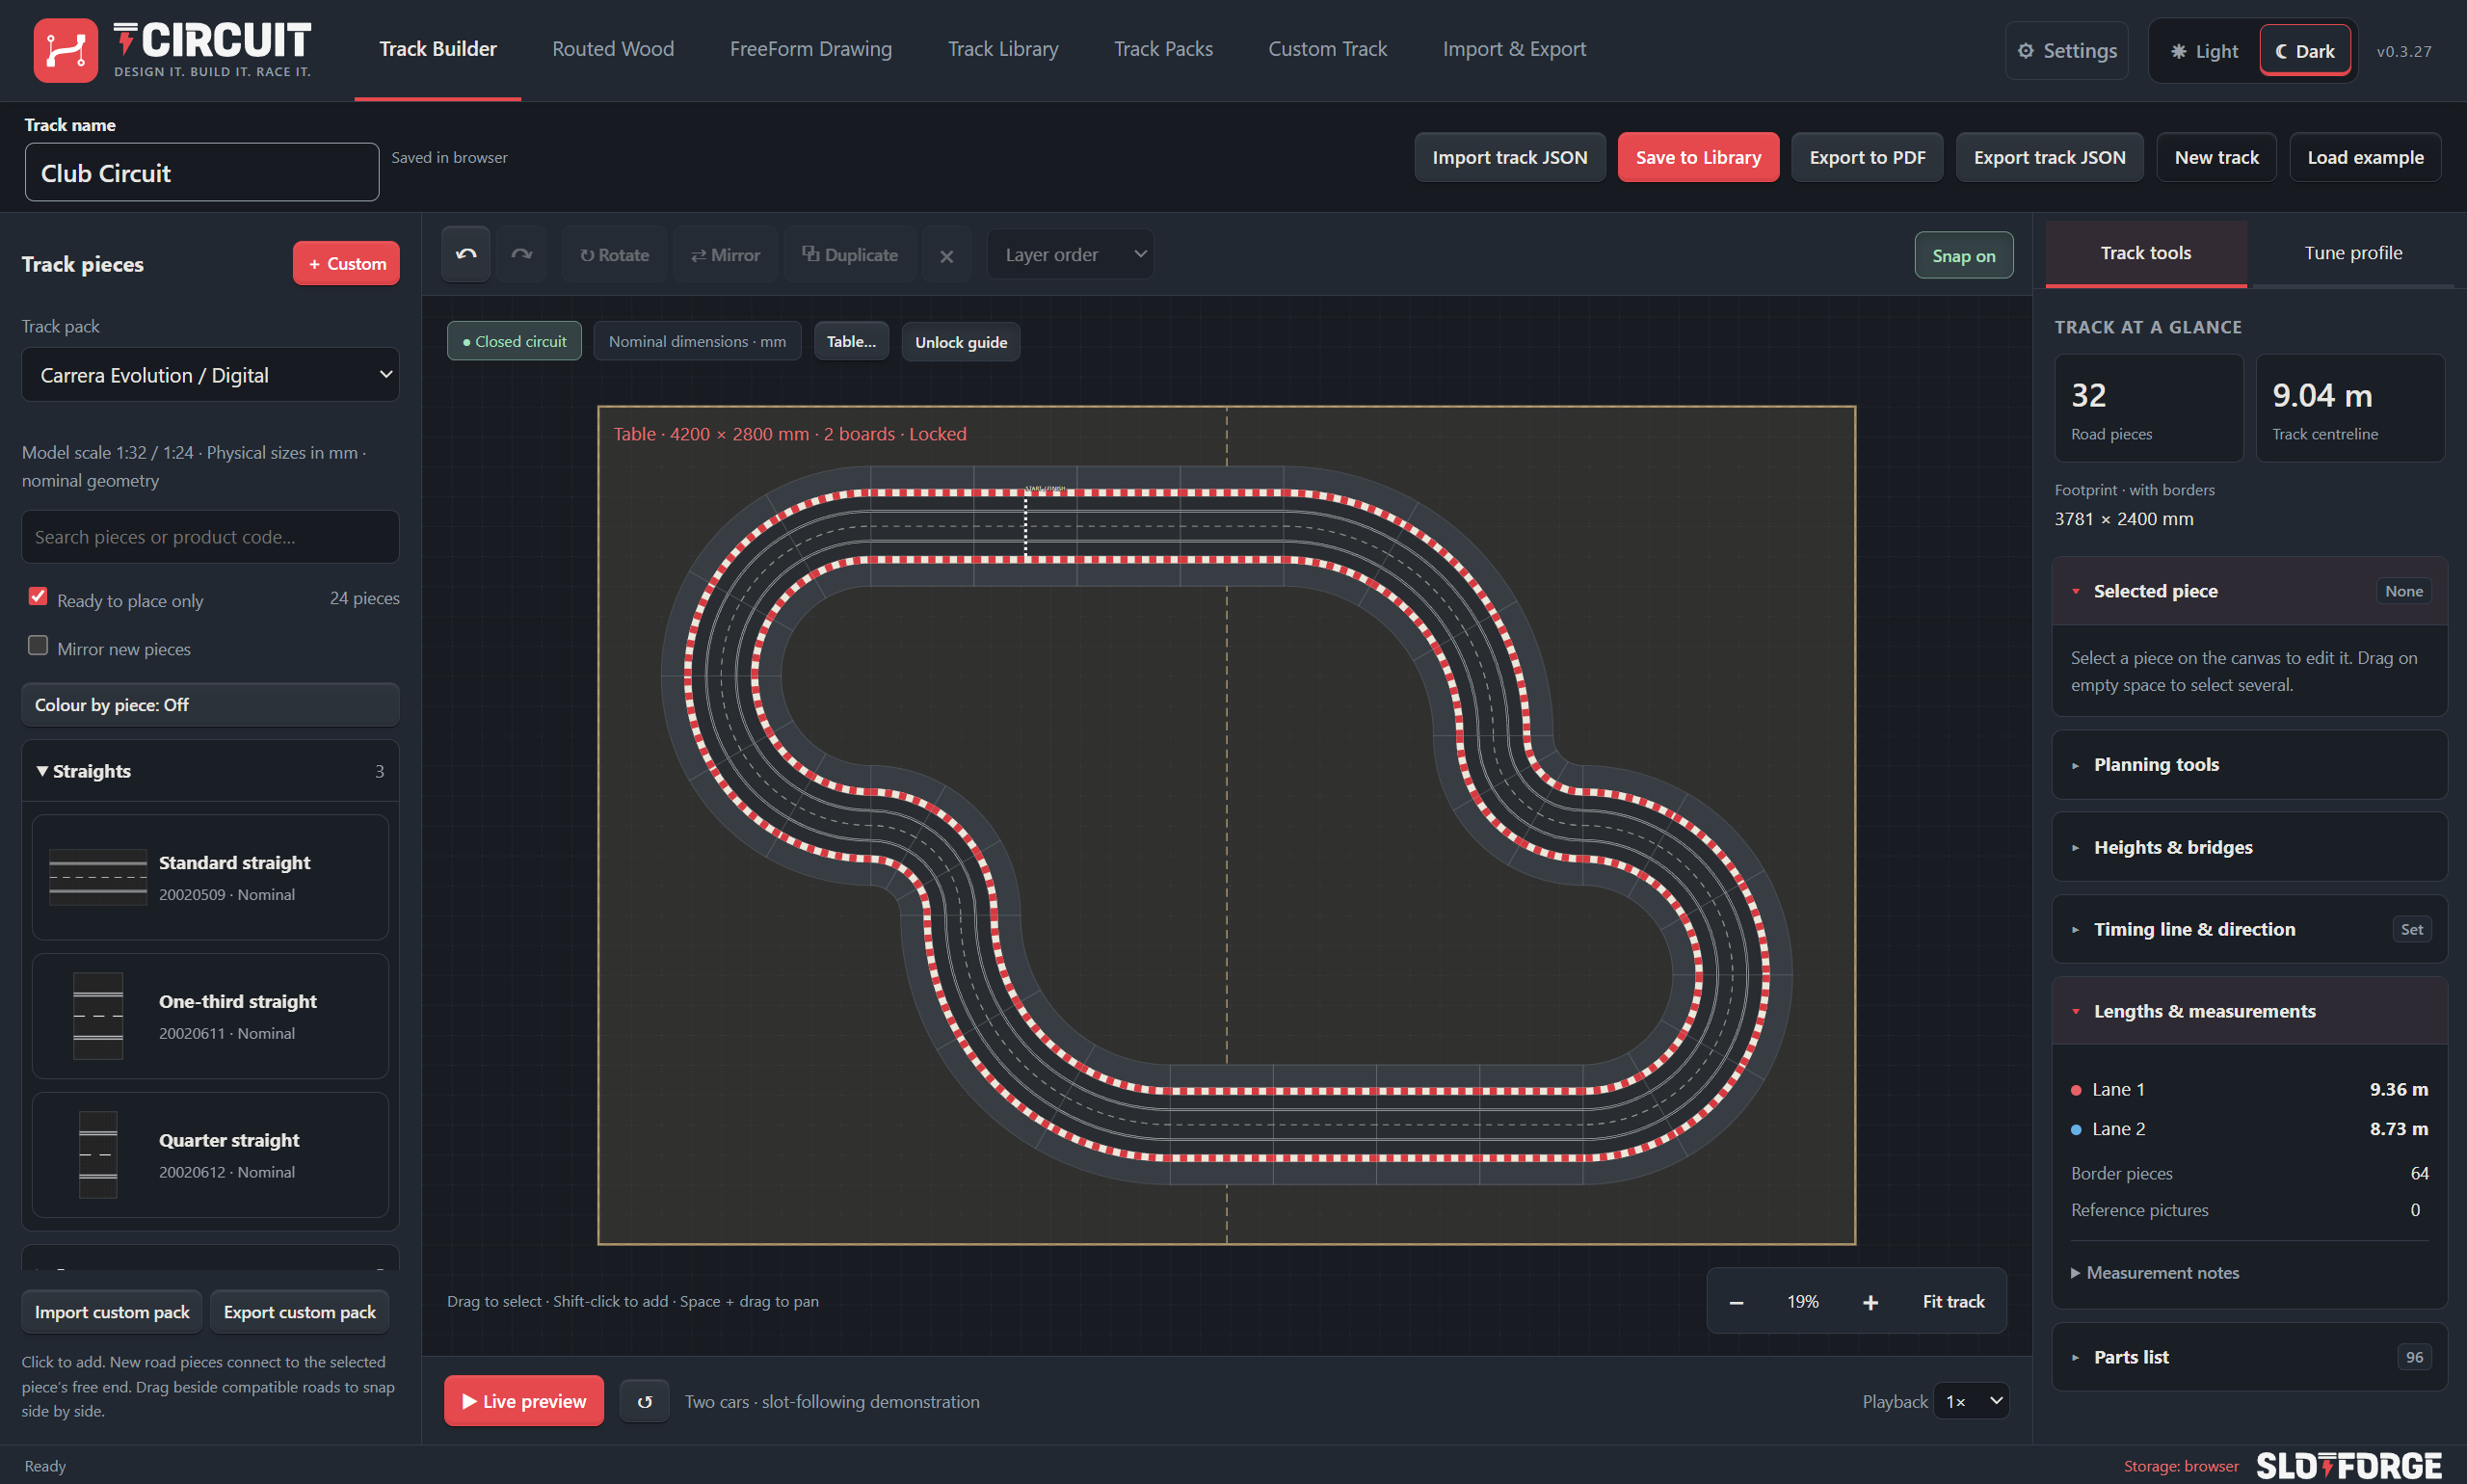 CIRCUIT
DESIGN IT. BUILD IT. RACE IT.
Track Builder
Routed Wood
FreeForm Drawing
Track Library
Track Packs
Custom Track
Import & Export
Settings
Light
Dark
v0.3.27
Track name
Club Circuit
Saved in browser
Import track JSON
Save to Library
Export to PDF
Export track JSON
New track
Load example
Track pieces
+ Custom
Track pack
Carrera Evolution / Digital
Model scale 1:32 / 1:24 · Physical sizes in mm ·
nominal geometry
Search pieces or product code...
Ready to place only
24 pieces
Mirror new pieces
Colour by piece: Off
Straights
3
Standard straight
20020509 · Nominal
One-third straight
20020611 · Nominal
Quarter straight
20020612 · Nominal
Import custom pack
Export custom pack
Click to add. New road pieces connect to the selected
piece's free end. Drag beside compatible roads to snap
side by side.
Rotate
Mirror
Duplicate
×
Layer order
Snap on
Closed circuit
Nominal dimensions · mm
Table...
Unlock guide
Table · 4200 × 2800 mm · 2 boards · Locked
START / FINISH
Drag to select · Shift-click to add · Space + drag to pan
−
19%
+
Fit track
Live preview
Two cars · slot-following demonstration
Playback
1×
Track tools
Tune profile
TRACK AT A GLANCE
32
Road pieces
9.04 m
Track centreline
Footprint · with borders
3781 × 2400 mm
Selected piece
None
Select a piece on the canvas to edit it. Drag on
empty space to select several.
Planning tools
Heights & bridges
Timing line & direction
Set
Lengths & measurements
Lane 1
9.36 m
Lane 2
8.73 m
Border pieces
64
Reference pictures
0
Measurement notes
Parts list
96
Ready
Storage: browser
SLOTFORGE